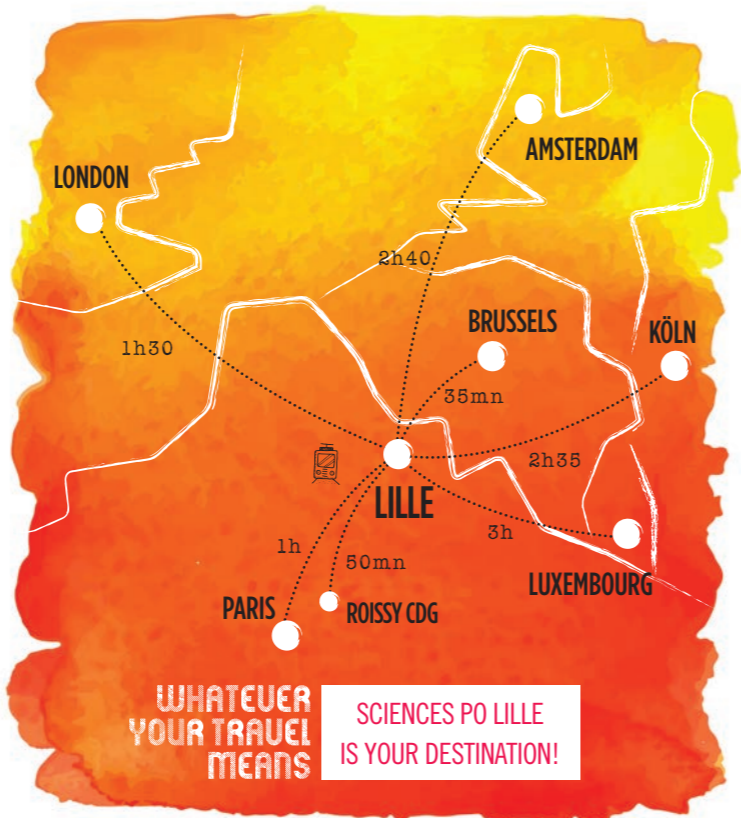 AMSTERDAM
LONDON
2h40
BRUSSELS
KÖLN
1h30
35mn
2h35
LILLE
3h
1h
50mn
LUXEMBOURG
PARIS
ROISSY CDG
WHATEVER
YOUR TRAVEL
MEANS
SCIENCES PO LILLE
IS YOUR DESTINATION!